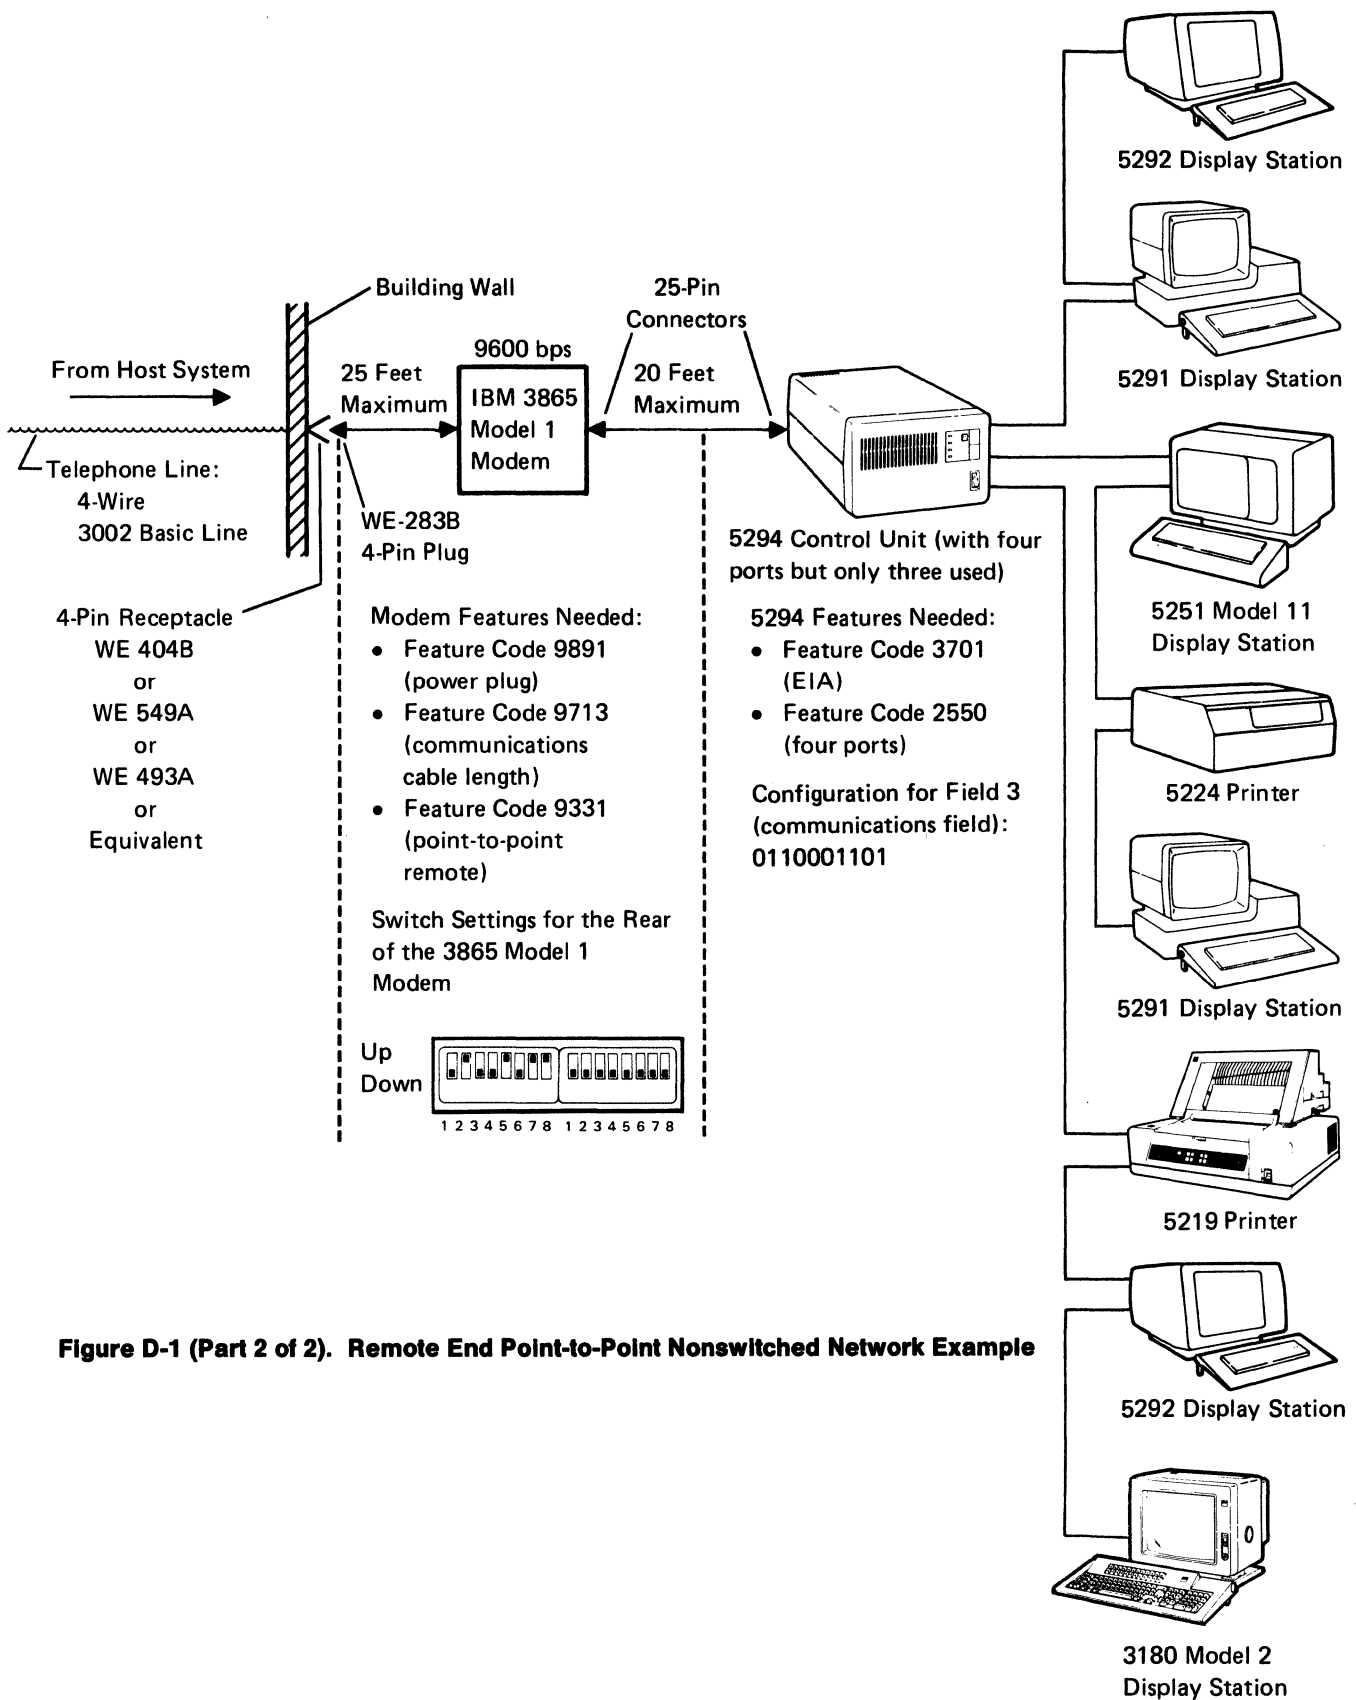 5292 Display Station
Building Wall
25-Pin
Connectors
From Host System
9600 bps
25 Feet
Maximum
IBM 3865
Model 1
Modem
20 Feet
Maximum
5291 Display Station
Telephone Line:
4-Wire
3002 Basic Line
WE-283B
4-Pin Plug
5294 Control Unit (with four
ports but only three used)
5251 Model 11
Display Station
4-Pin Receptacle
WE 404B
or
WE 549A
or
WE 493A
or
Equivalent
Modem Features Needed:
• Feature Code 9891
(power plug)
• Feature Code 9713
(communications
cable length)
• Feature Code 9331
(point-to-point
remote)
Switch Settings for the Rear
of the 3865 Model 1
Modem
5294 Features Needed:
• Feature Code 3701
(EIA)
• Feature Code 2550
(four ports)
Configuration for Field 3
(communications field):
0110001101
5224 Printer
5291 Display Station
Up
Down
1 2 3 4 5 6 7 8 1 2 3 4 5 6 7 8
5219 Printer
Figure D-1 (Part 2 of 2). Remote End Point-to-Point Nonswitched Network Example
5292 Display Station
3180 Model 2
Display Station